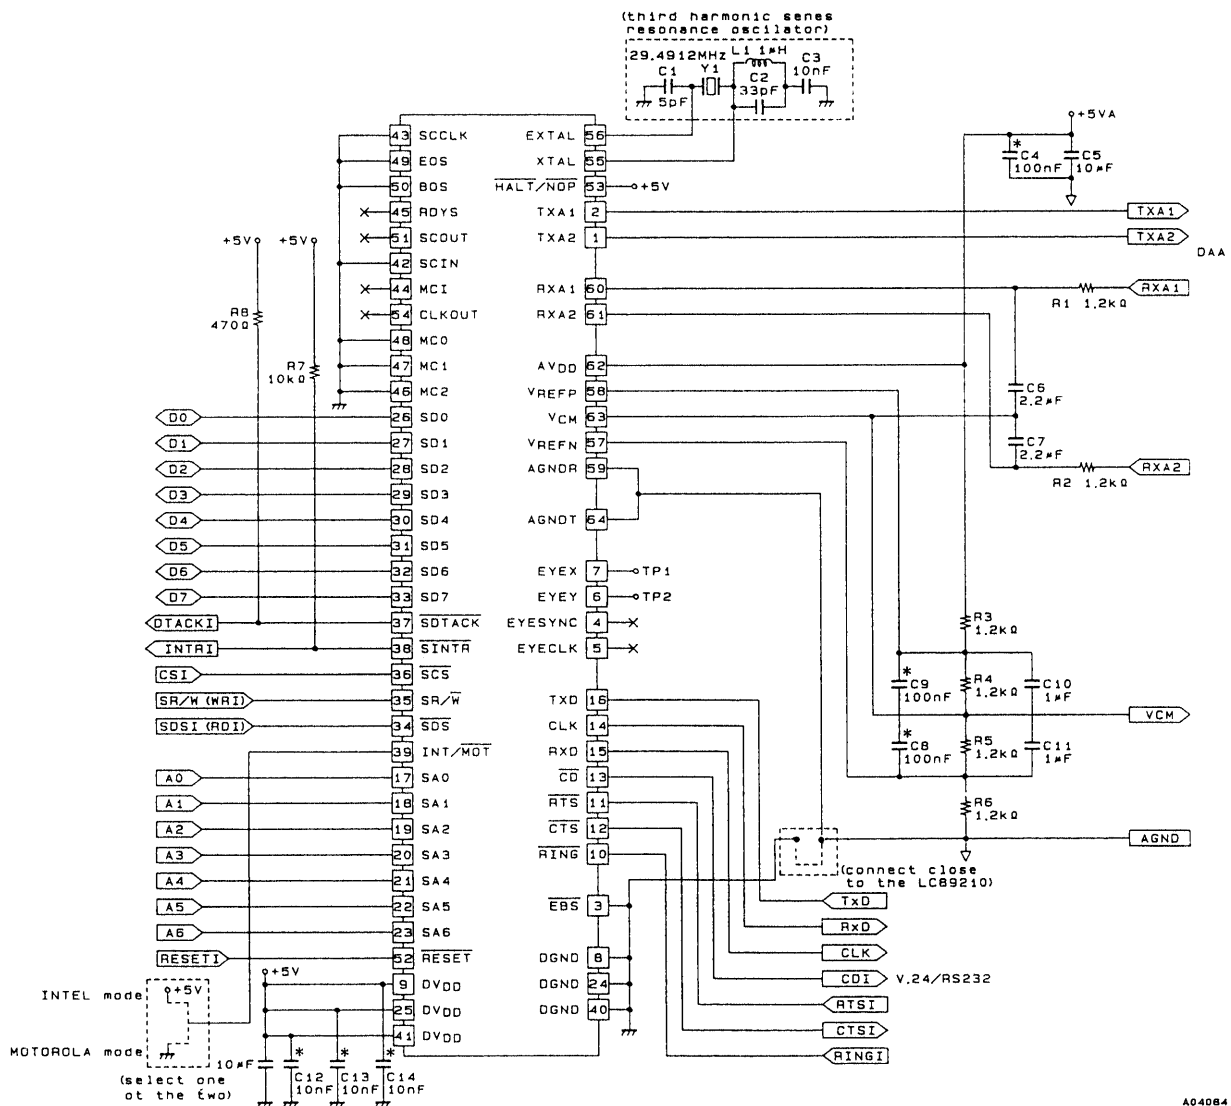 (third harmonic senes
resonance oscilator)
29.4912MHz
L1 1μH
C1
Y1
C2
C3
10nF
5pF
33pF
+5VA
*
C4
100nF
C5
10μF
43 SCCLK
EXTAL 56
49 EOS
XTAL 55
50 BOS
HALT/NOP 53
+5V
45 RDYS
TXA1 2
TXA1
51 SCOUT
TXA2 1
TXA2
+5V
+5V
DAA
42 SCIN
44 MCI
RXA1 60
R1 1.2kΩ
RXA1
54 CLKOUT
RXA2 61
R8
470Ω
48 MC0
47 MC1
AVDD 62
R7
10kΩ
46 MC2
VREFP 58
C6
2.2μF
D0
26 SD0
VCM 63
D1
27 SD1
VREFN 57
C7
2.2μF
D2
28 SD2
AGNDR 59
R2 1.2kΩ
RXA2
D3
29 SD3
D4
30 SD4
AGNDT 64
D5
31 SD5
D6
32 SD6
EYEX 7
TP1
D7
33 SD7
EYEY 6
TP2
DTACKI
37 SDTACK
EYESYNC 4
R3
1.2kΩ
INTRI
38 SINTR
EYECLK 5
CSI
36 SCS
*
C9
100nF
R4
1.2kΩ
C10
1μF
SR/W (WRI)
35 SR/W
TXD 16
VCM
SDSI (RDI)
34 SDS
CLK 14
*
C8
100nF
R5
1.2kΩ
C11
1μF
39 INT/MOT
RXD 15
A0
17 SA0
CD 13
A1
18 SA1
RTS 11
R6
1.2kΩ
A2
19 SA2
CTS 12
AGND
A3
20 SA3
RING 10
(connect close
to the LC89210)
A4
21 SA4
A5
22 SA5
EBS 3
TxD
A6
23 SA6
RxD
RESETI
52 RESET
DGND 8
CLK
+5V
9 DVDD
DGND 24
CDI
V.24/RS232
INTEL mode
+5V
25 DVDD
DGND 40
RTSI
41 DVDD
CTSI
MOTOROLA mode
RINGI
10μF
*
C12
10nF
*
C13
10nF
*
C14
10nF
(select one
ot the two)
A04084